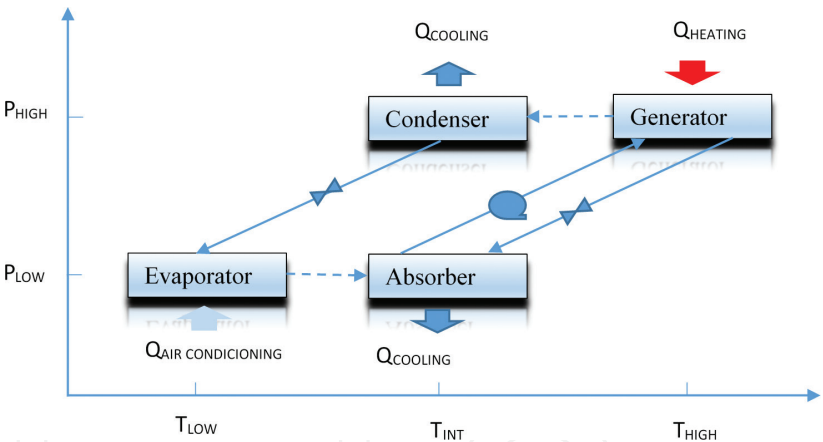 QCOOLING
QHEATING
PHIGH
Condenser
Generator
PLOW
Evaporator
Absorber
QAIR CONDICIONING
QCOOLING
TLOW
TINT
THIGH